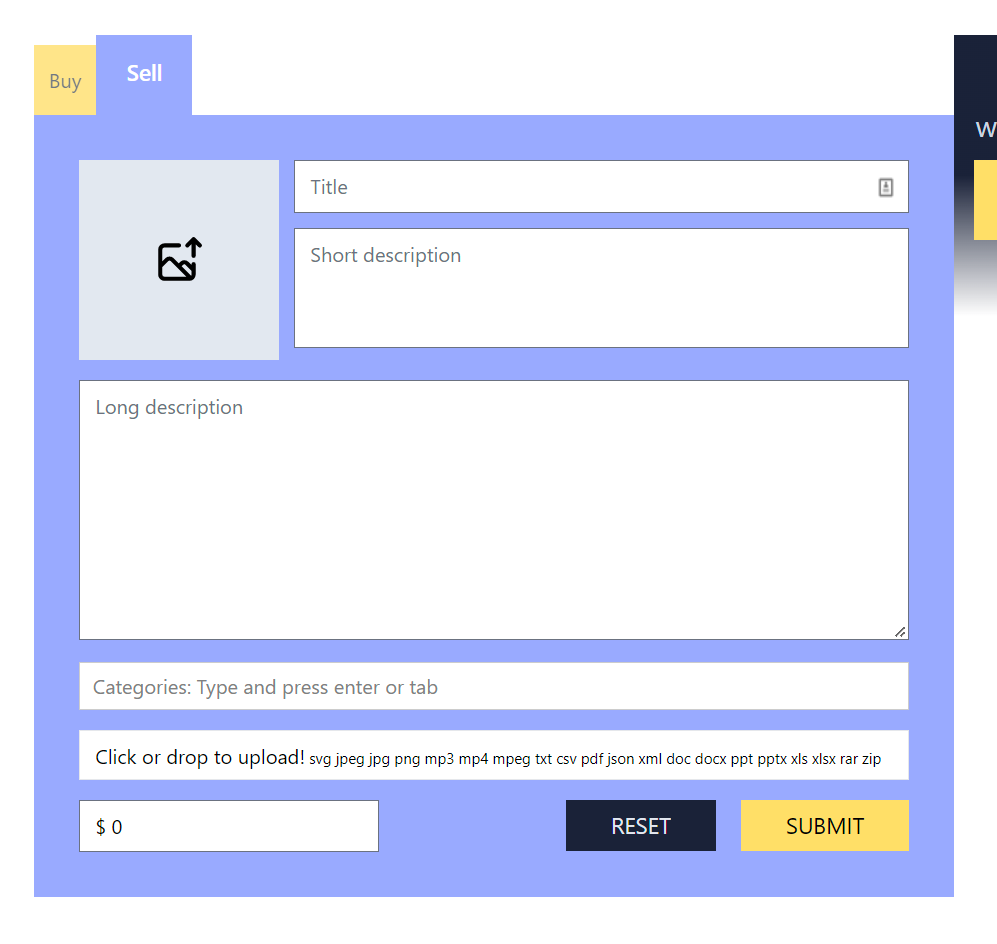 Buy
Sell
W
Title
Short description
Long description
Categories: Type and press enter or tab
Click or drop to upload! svg jpeg jpg png mp3 mp4 mpeg txt csv pdf json xml doc docx ppt pptx xls xlsx rar zip
$ 0
RESET
SUBMIT